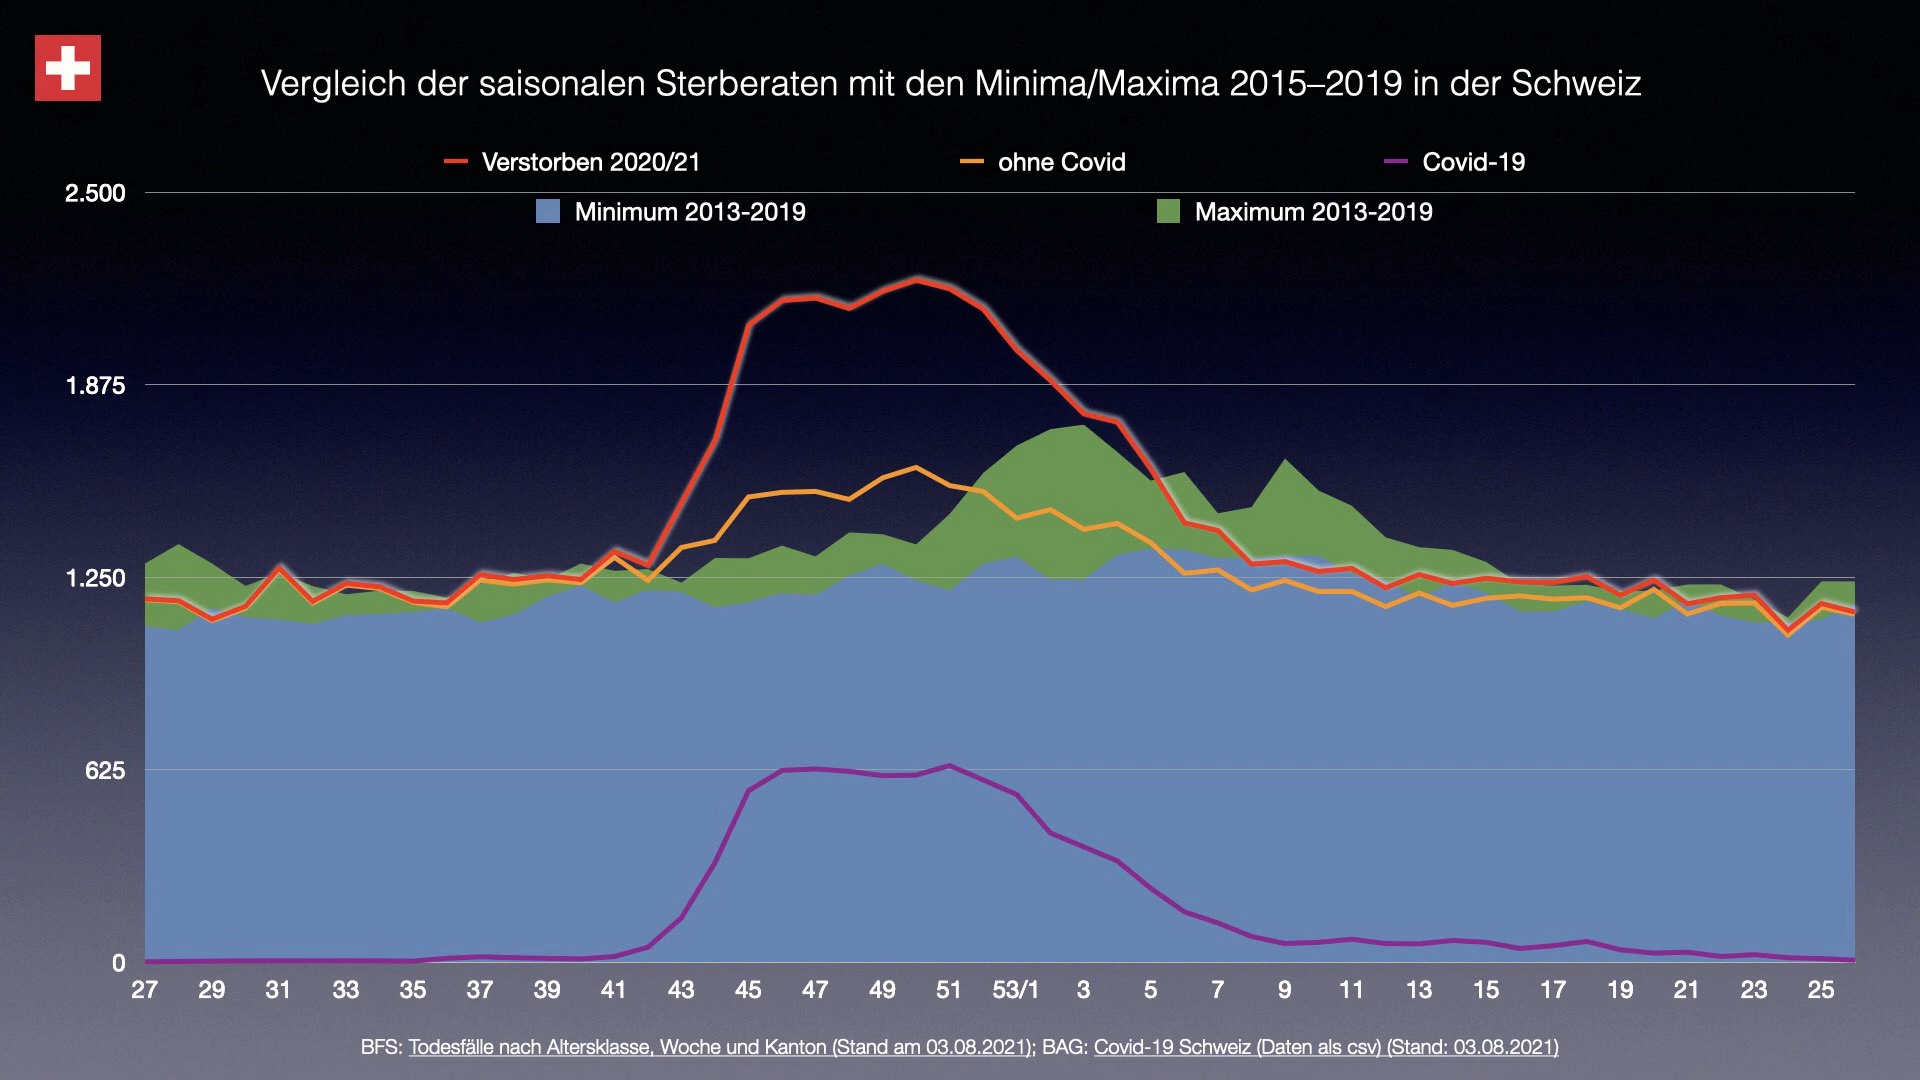 Vergleich der saisonalen Sterberaten mit den Minima/Maxima 2015–2019 in der Schweiz
Verstorben 2020/21 ohne Covid Covid-19
2.500
Minimum 2013-2019 Maximum 2013-2019
1.875
1.250
625
0
27 29 31 33 35 37 39 41 43 45 47 49 51 53/1 3 5 7 9 11 13 15 17 19 21 23 25
BFS: Todesfälle nach Altersklasse, Woche und Kanton (Stand am 03.08.2021); BAG: Covid-19 Schweiz (Daten als csv) (Stand: 03.08.2021)